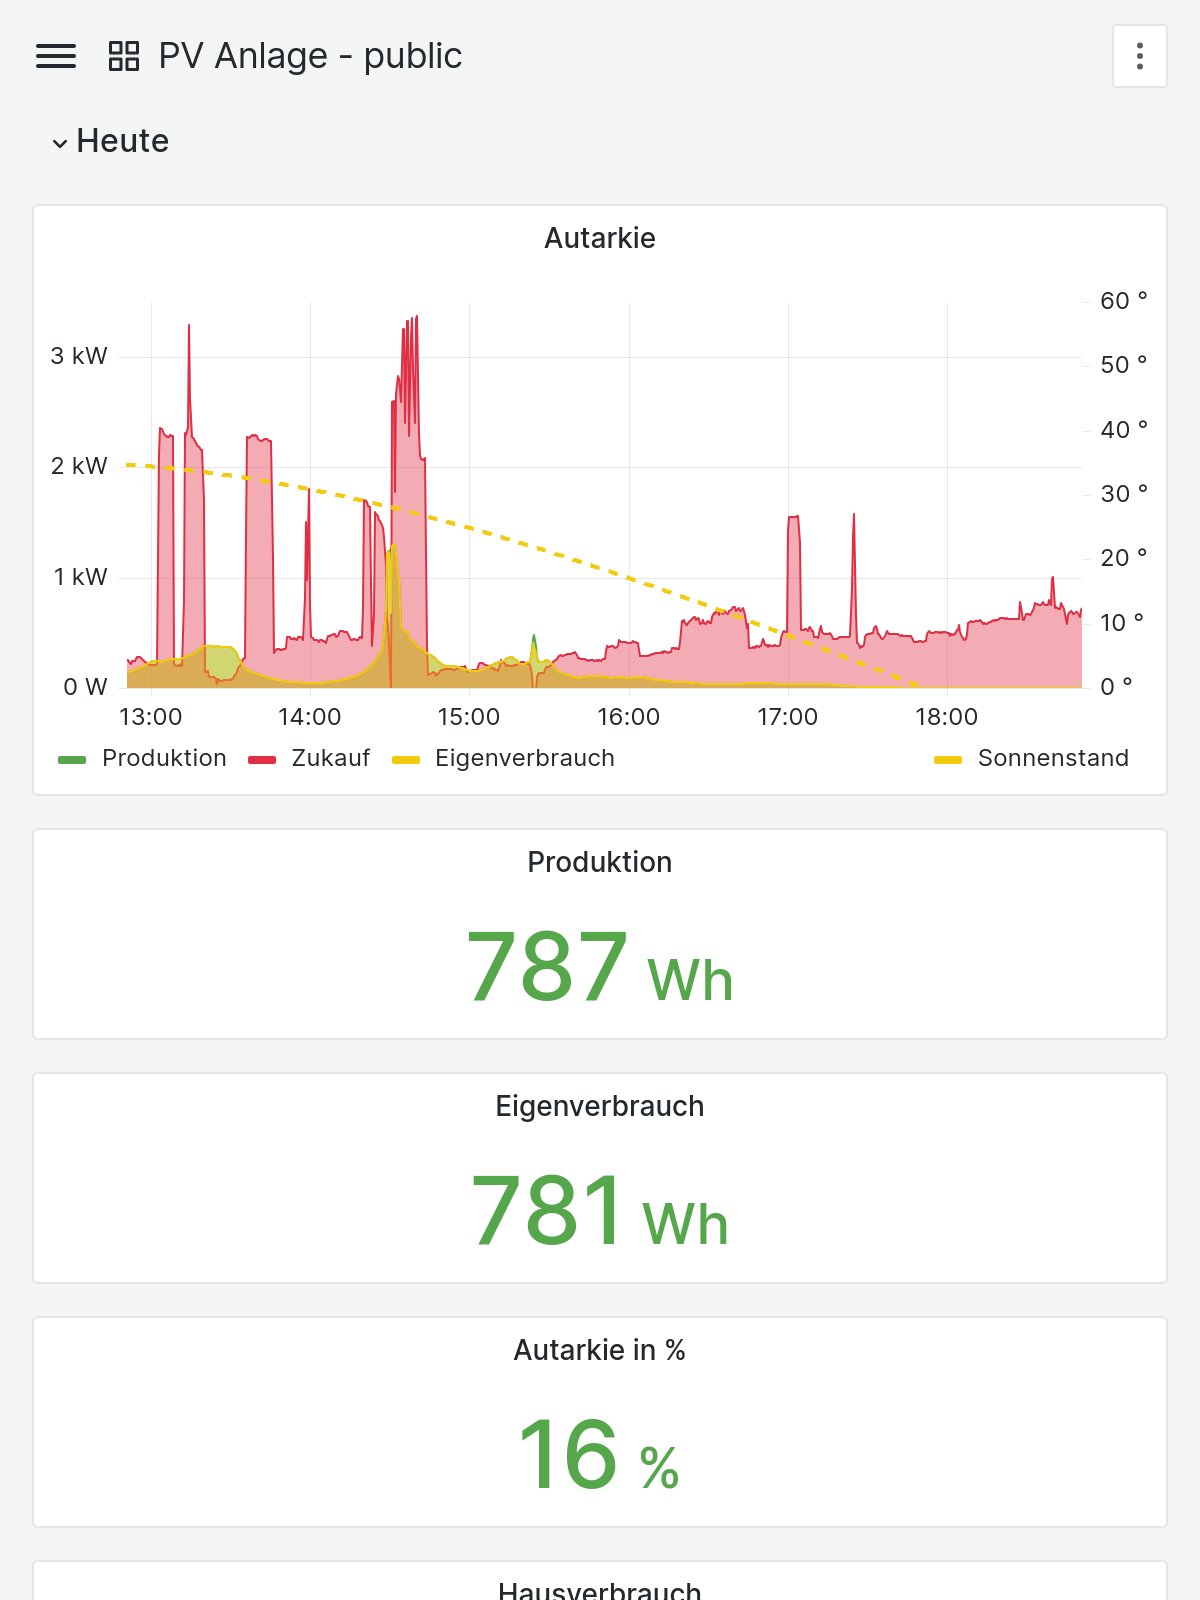 PV Anlage - public
Heute
Autarkie
60 °
3 kW
50 °
40 °
2 kW
30 °
1 kW
20 °
10 °
0 W
0 °
13:00 14:00 15:00 16:00 17:00 18:00
Produktion Zukauf Eigenverbrauch Sonnenstand
Produktion
787 Wh
Eigenverbrauch
781 Wh
Autarkie in %
16 %
Hausverbrauch